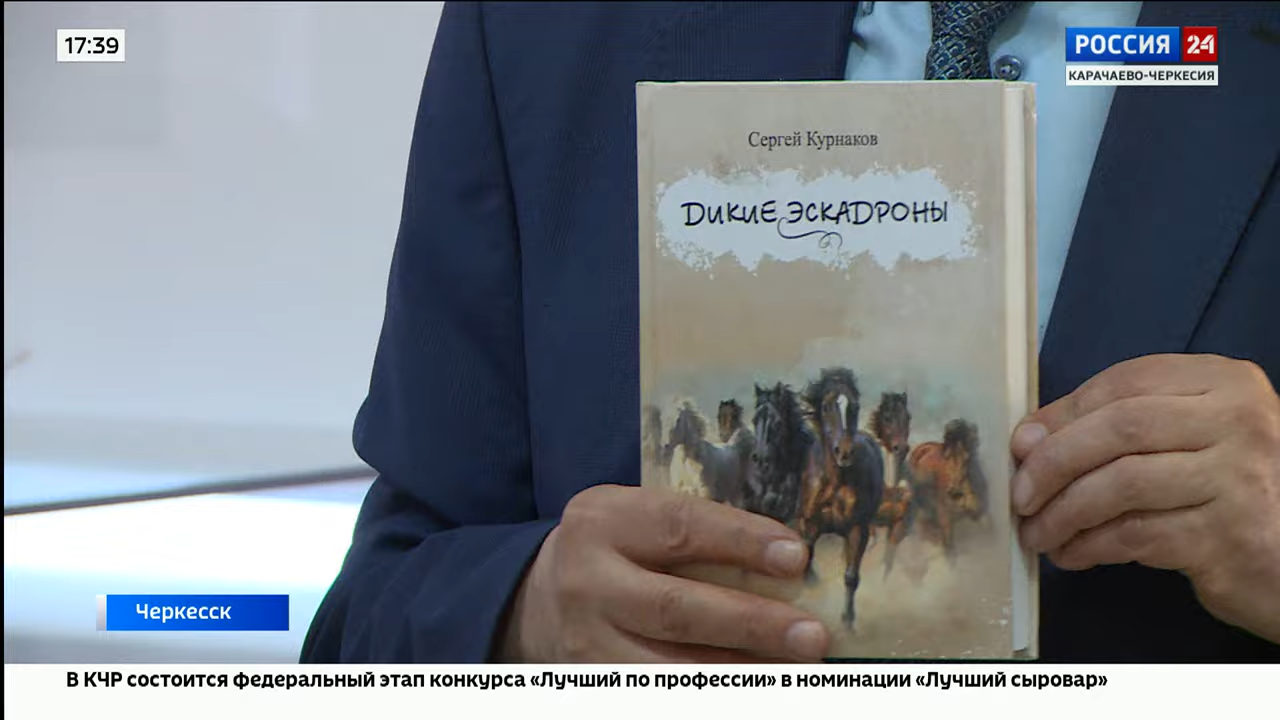 17:39
РОССИЯ 24
КАРАЧАЕВО-ЧЕРКЕСИЯ
Сергей Курнаков
ДИКИЕ ЭСКАДРОНЫ
Черкесск
В КЧР состоится федеральный этап конкурса «Лучший по профессии» в номинации «Лучший сыровар»